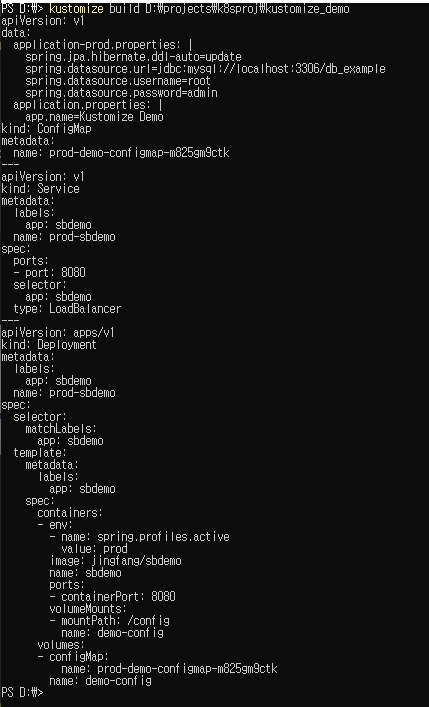 PS D:₩> kustomize build D:₩projects₩k8sproj₩kustomize_demo
apiVersion: v1
data:
  application-prod.properties: |
    spring.jpa.hibernate.ddl-auto=update
    spring.datasource.url=jdbc:mysql://localhost:3306/db_example
    spring.datasource.username=root
    spring.datasource.password=admin
  application.properties: |
    app.name=Kustomize Demo
kind: ConfigMap
metadata:
  name: prod-demo-configmap-m825gm9ctk
---
apiVersion: v1
kind: Service
metadata:
  labels:
    app: sbdemo
  name: prod-sbdemo
spec:
  ports:
  - port: 8080
  selector:
    app: sbdemo
  type: LoadBalancer
---
apiVersion: apps/v1
kind: Deployment
metadata:
  labels:
    app: sbdemo
  name: prod-sbdemo
spec:
  selector:
    matchLabels:
      app: sbdemo
  template:
    metadata:
      labels:
        app: sbdemo
    spec:
      containers:
      - env:
        - name: spring.profiles.active
          value: prod
        image: jingfang/sbdemo
        name: sbdemo
        ports:
        - containerPort: 8080
        volumeMounts:
        - mountPath: /config
          name: demo-config
      volumes:
      - configMap:
          name: prod-demo-configmap-m825gm9ctk
        name: demo-config
PS D:₩>